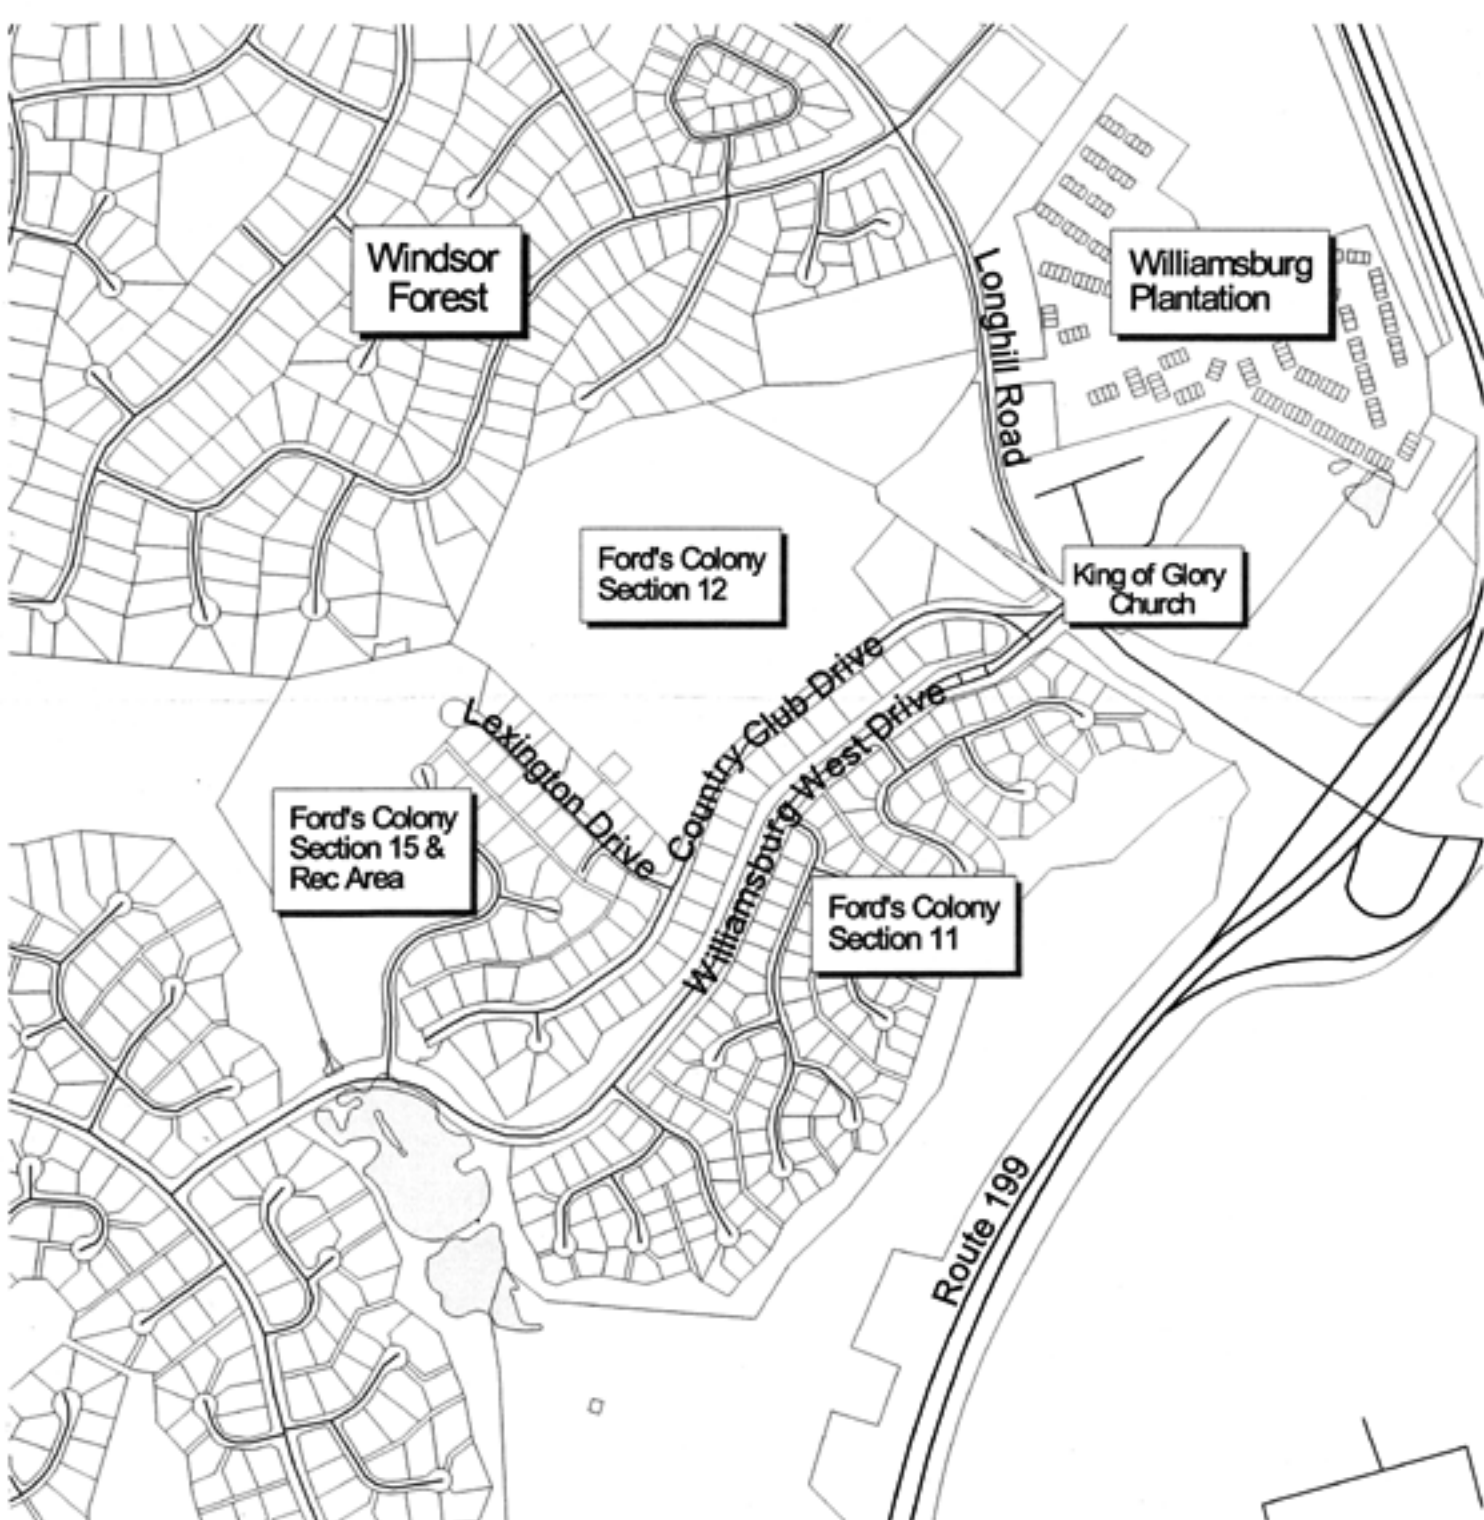 Windsor
Forest
Williamsburg
Plantation
Longhill Road
Ford's Colony
Section 12
King of Glory
Church
Country Club Drive
Williamsburg West Drive
Lexington Drive
Ford's Colony
Section 15 &
Rec Area
Ford's Colony
Section 11
Route 199